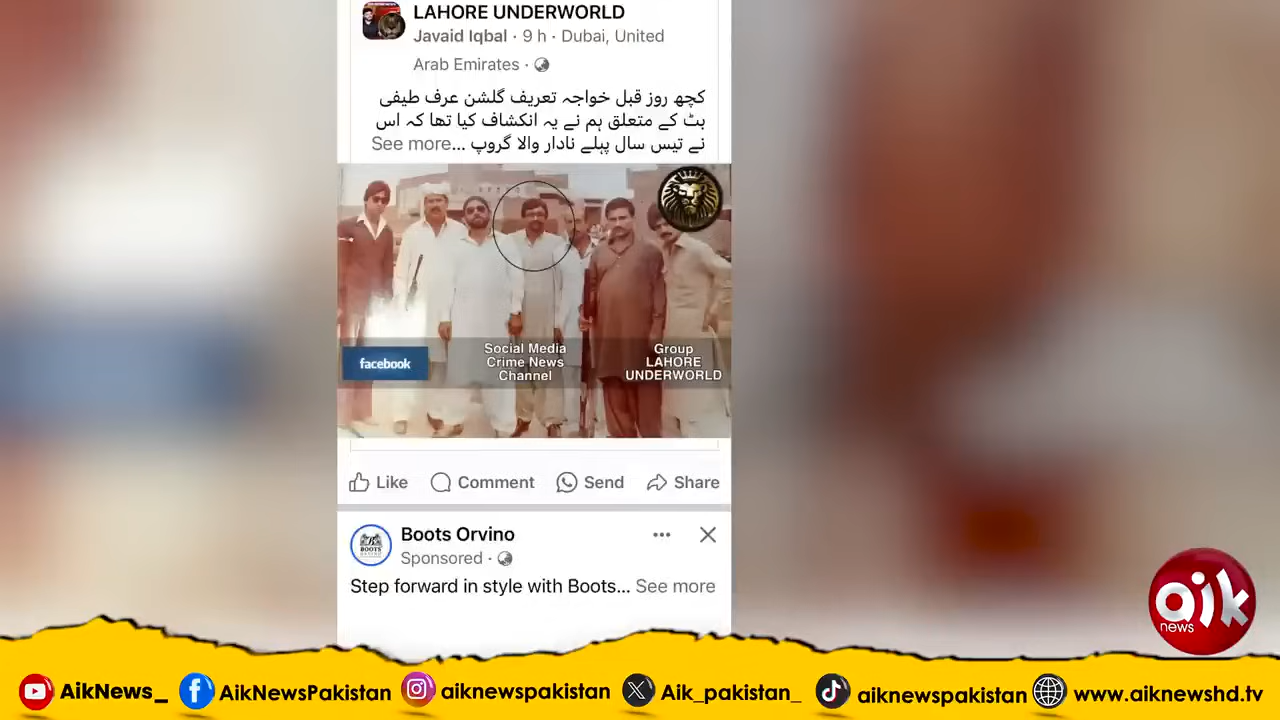 LAHORE UNDERWORLD
Javaid Iqbal · 9 h · Dubai, United
Arab Emirates ·
کچھ روز قبل خواجہ تعریف گلشن عرف طیفی
بٹ کے متعلق ہم نے یہ انکشاف کیا تھا کہ اس
نے تیس سال پہلے نادار والا گروپ ... See more
facebook
Social Media
Crime News
Channel
Group
LAHORE
UNDERWORLD
Like Comment Send Share
Boots Orvino
BOOTS
Sponsored ·
Step forward in style with Boots... See more
aik
news
AikNews_ AikNewsPakistan aiknewspakistan Aik_pakistan_ aiknewspakistan www.aiknewshd.tv